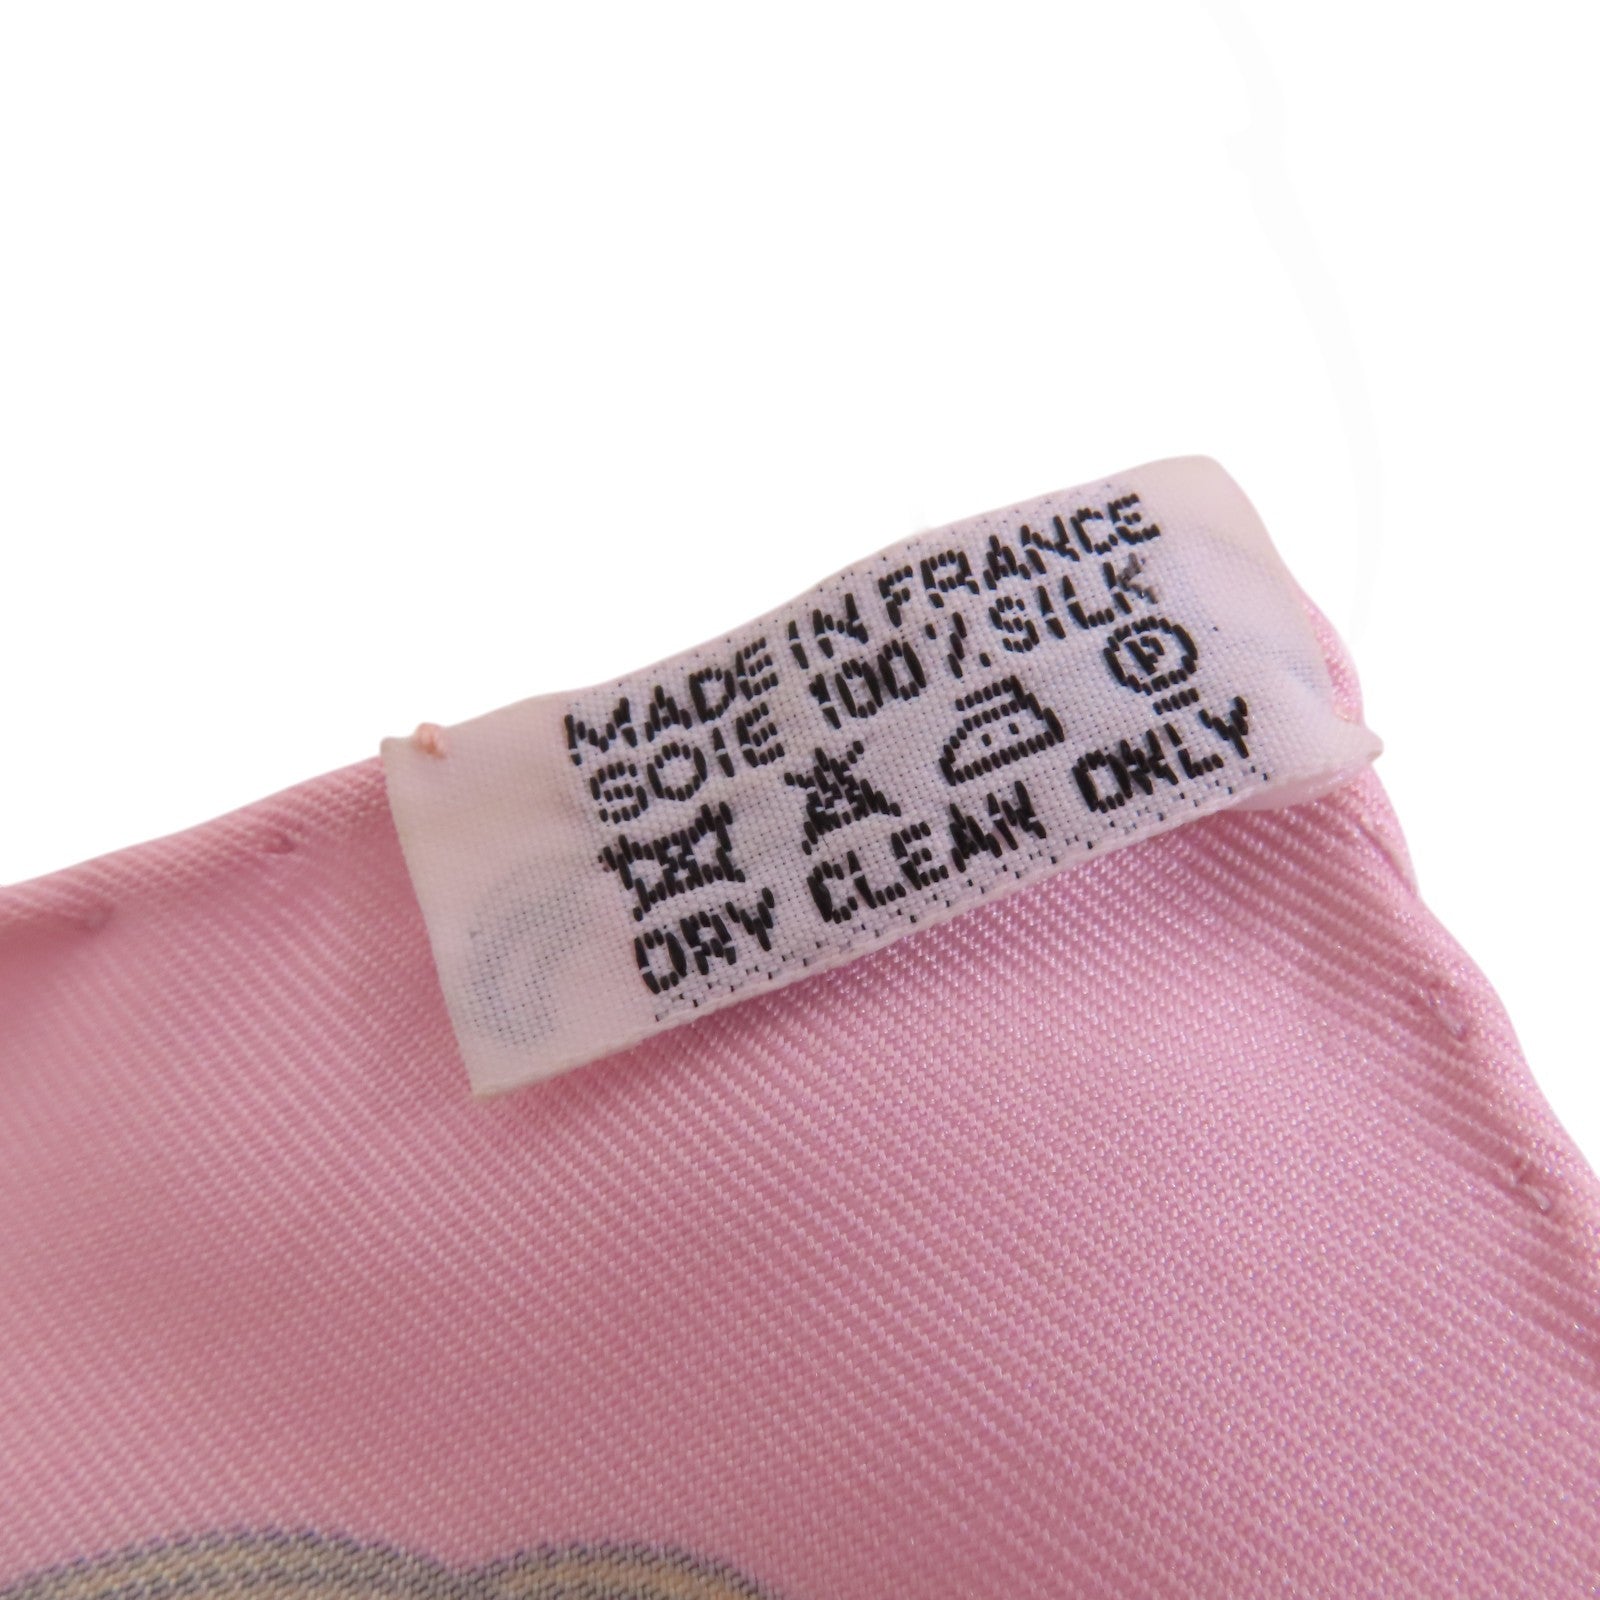 MADE IN FRANCE
SOIE 100% SILK
DRY CLEAN ONLY